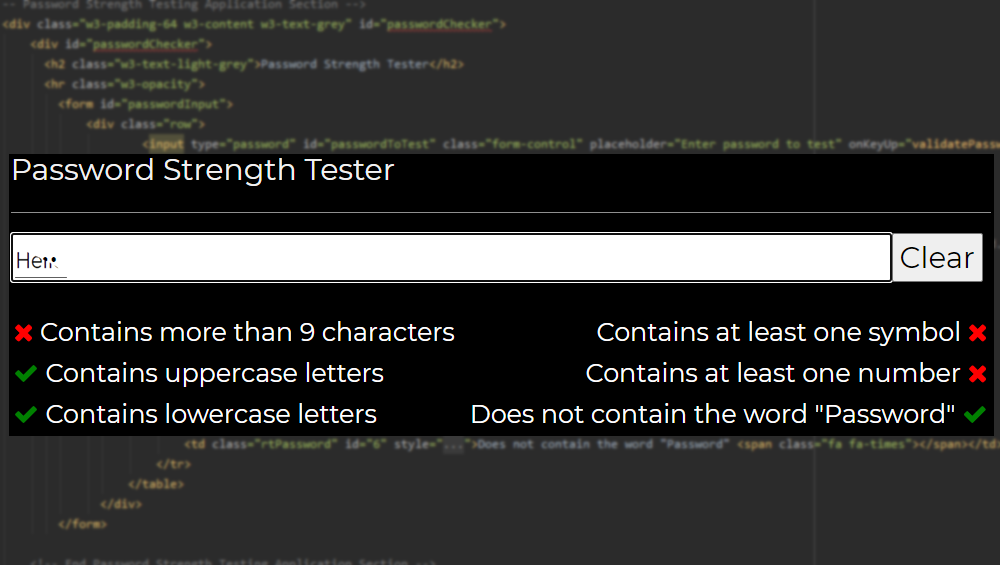 -- Password Strength Testing Application Section -->
<div class="w3-padding-64 w3-content w3-text-grey" id="passwordChecker">
<div id="passwordChecker">
<h2 class="w3-text-light-grey">Password Strength Tester</h2>
<hr class="w3-opacity">
<form id="passwordInput">
<div class="row">
<input type="password" id="passwordToTest" class="form-control" placeholder="Enter password to test" onKeyUp="validatePassw
Password Strength Tester
Clear
Contains more than 9 characters Contains at least one symbol
Contains uppercase letters Contains at least one number
Contains lowercase letters Does not contain the word "Password"
<td class="rtPassword" id="6" style="...">Does not contain the word "Password" <span class="fa fa-times"></span></td>
</tr>
</table>
</div>
</form>
<!-- End Password Strength Testing Application Section -->